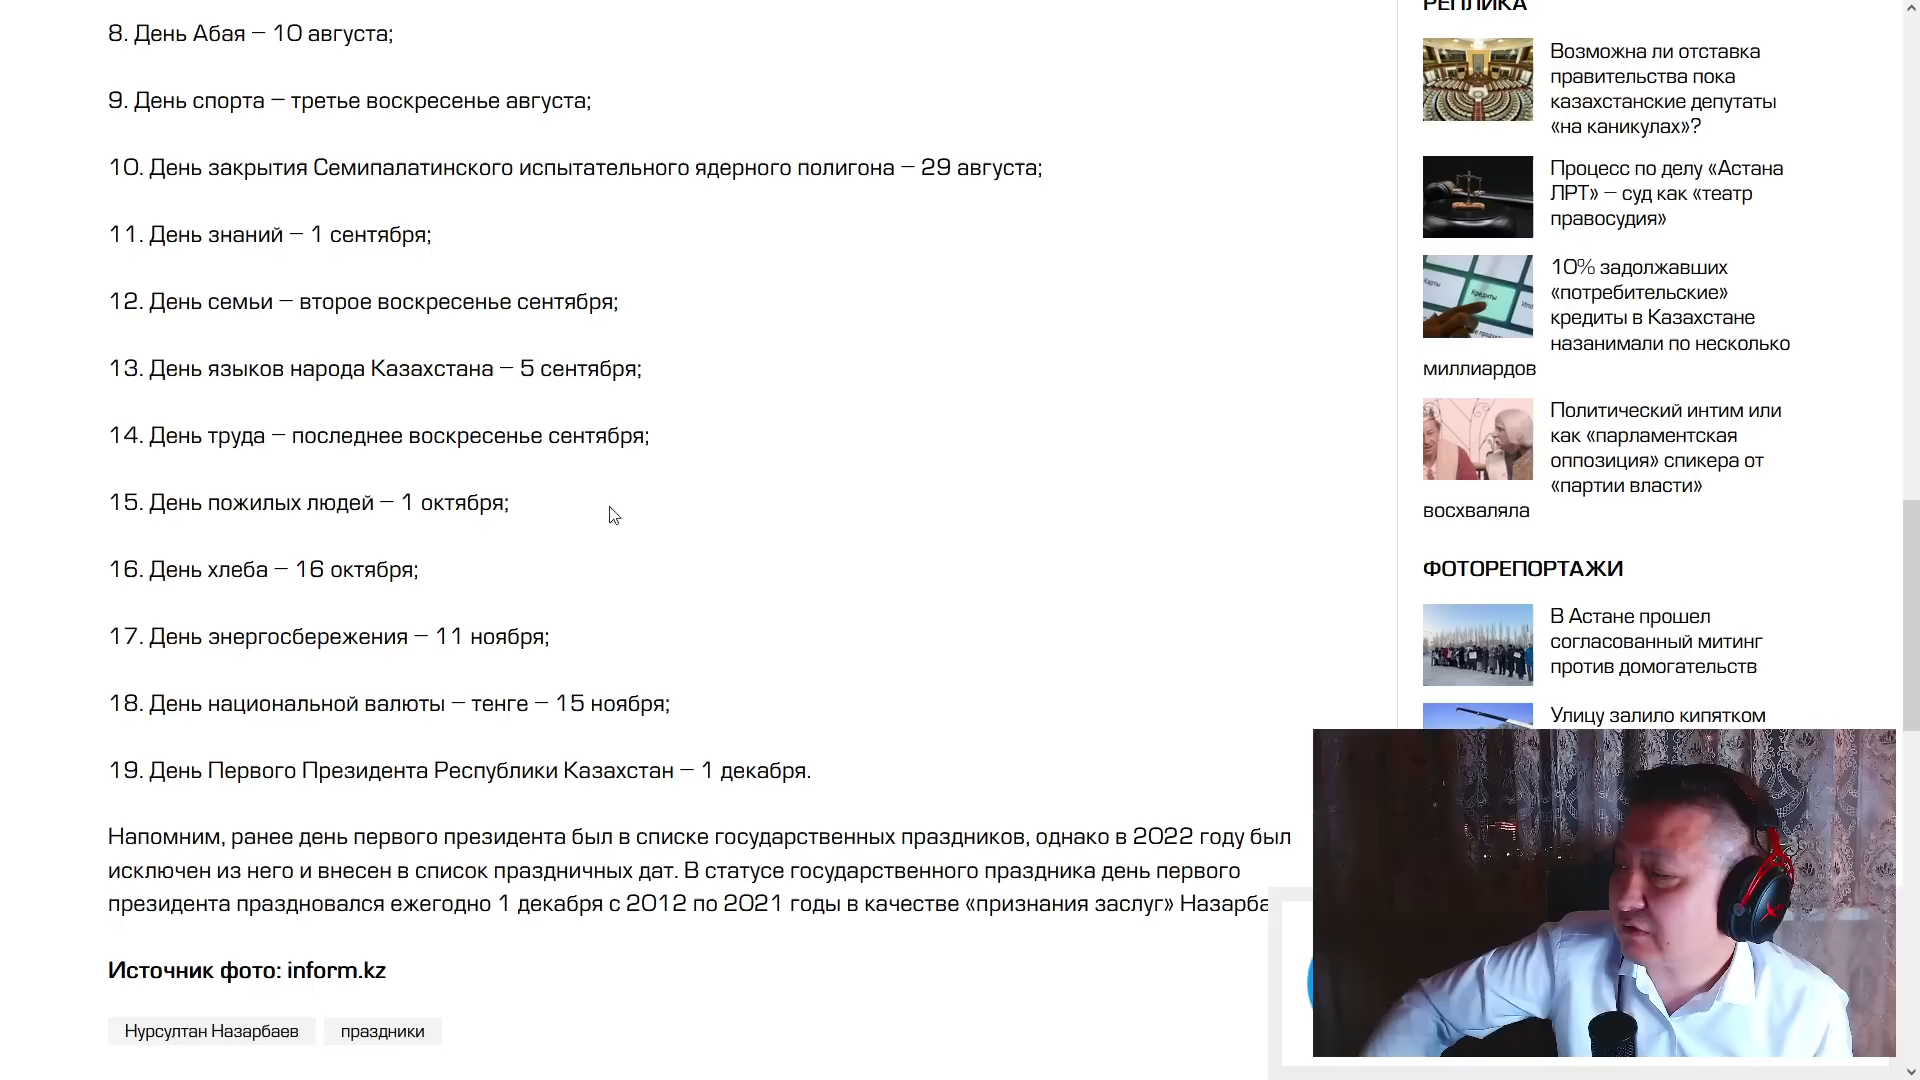 8. День Абая – 10 августа;
9. День спорта – третье воскресенье августа;
10. День закрытия Семипалатинского испытательного ядерного полигона – 29 августа;
11. День знаний – 1 сентября;
12. День семьи – второе воскресенье сентября;
13. День языков народа Казахстана – 5 сентября;
14. День труда – последнее воскресенье сентября;
15. День пожилых людей – 1 октября;
16. День хлеба – 16 октября;
17. День энергосбережения – 11 ноября;
18. День национальной валюты – тенге – 15 ноября;
19. День Первого Президента Республики Казахстан – 1 декабря.
Напомним, ранее день первого президента был в списке государственных праздников, однако в 2022 году был
исключен из него и внесен в список праздничных дат. В статусе государственного праздника день первого
президента праздновался ежегодно 1 декабря с 2012 по 2021 годы в качестве «признания заслуг»
Источник фото: inform.kz
Нурсултан Назарбаев
праздники
РЕПЛИКА
Возможна ли отставка
правительства пока
казахстанские депутаты
«на каникулах»?
Процесс по делу «Астана
ЛРТ» – суд как «театр
правосудия»
10% задолжавших
«потребительские»
кредиты в Казахстане
назанимали по несколько
миллиардов
Карты
Кредиты
Политический интим или
как «парламентская
оппозиция» спикера от
«партии власти»
восхваляла
ФОТОРЕПОРТАЖИ
В Астане прошел
согласованный митинг
против домогательств
Улицу залило кипятком